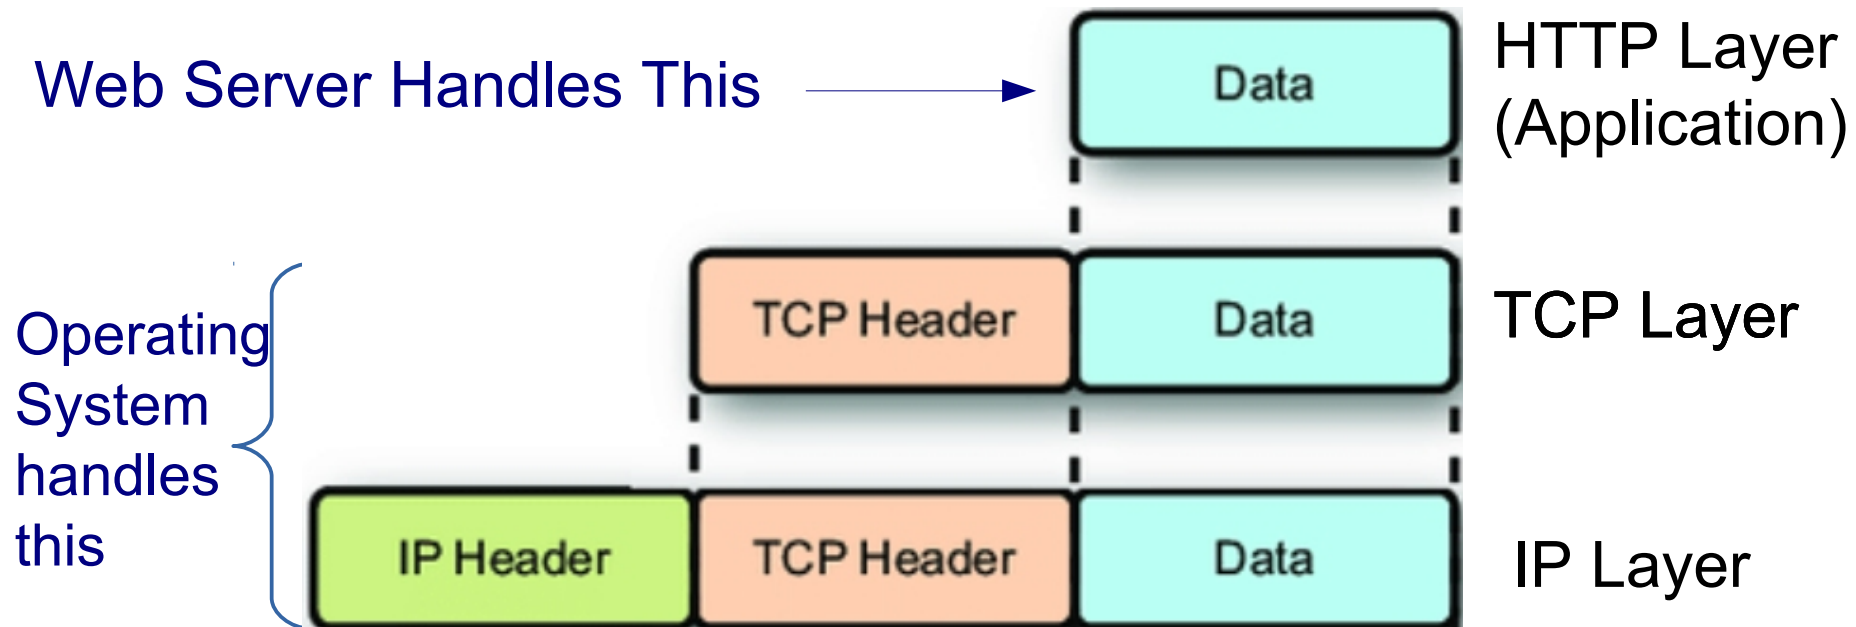 Web Server Handles This
Data
HTTP Layer
(Application)
Operating
System
handles
this
TCP Header
Data
TCP Layer
IP Header
TCP Header
Data
IP Layer